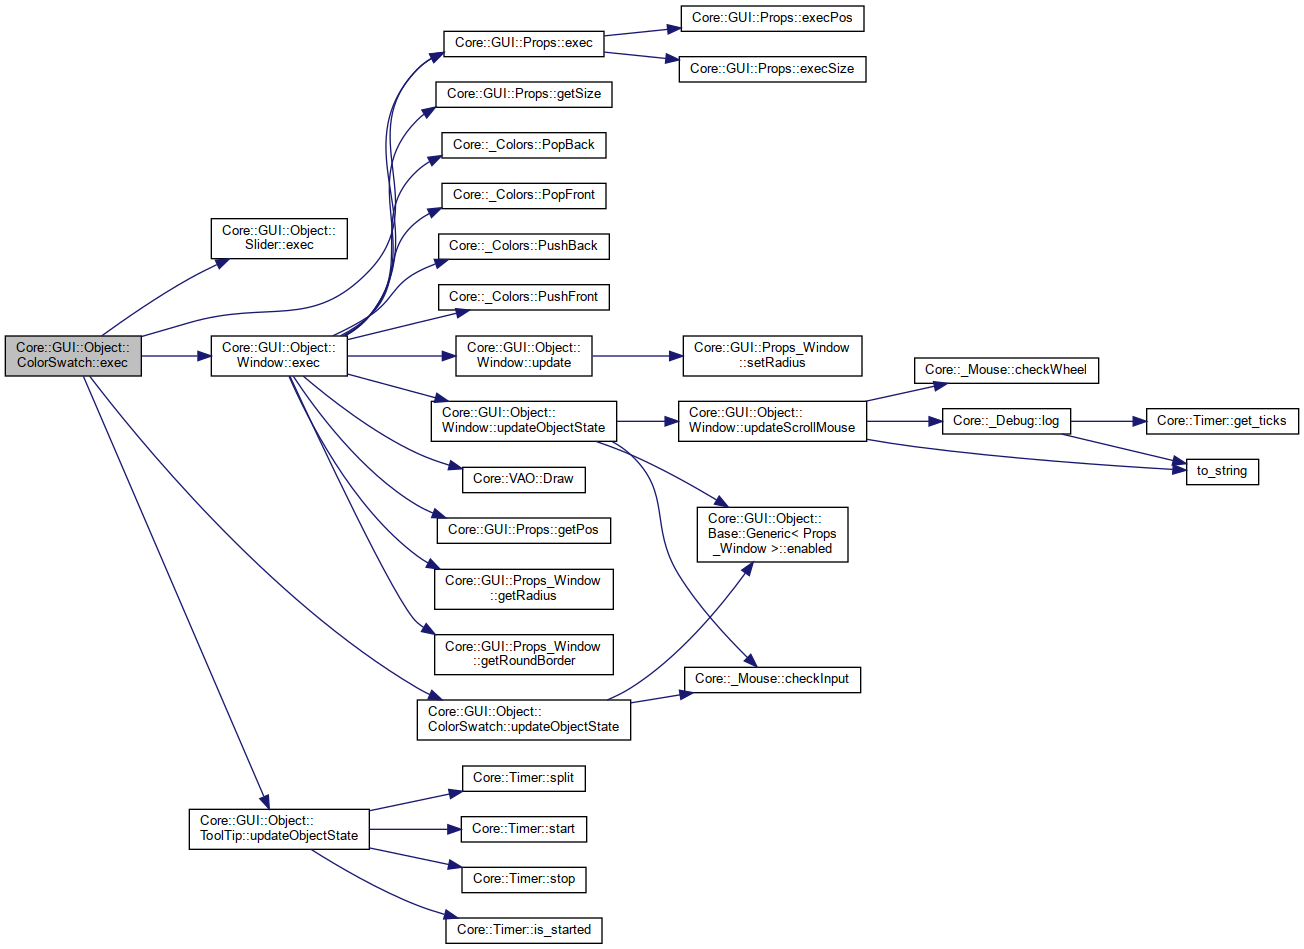 Core::GUI::Object::
ColorSwatch::exec
Core::GUI::Object::
Slider::exec
Core::GUI::Object::
Window::exec
Core::GUI::Object::
ToolTip::updateObjectState
Core::GUI::Props::exec
Core::GUI::Props::getSize
Core::_Colors::PopBack
Core::_Colors::PopFront
Core::_Colors::PushBack
Core::_Colors::PushFront
Core::GUI::Object::
Window::update
Core::GUI::Object::
Window::updateObjectState
Core::VAO::Draw
Core::GUI::Props::getPos
Core::GUI::Props_Window
::getRadius
Core::GUI::Props_Window
::getRoundBorder
Core::GUI::Object::
ColorSwatch::updateObjectState
Core::Timer::split
Core::Timer::start
Core::Timer::stop
Core::Timer::is_started
Core::GUI::Props::execPos
Core::GUI::Props::execSize
Core::GUI::Props_Window
::setRadius
Core::GUI::Object::
Window::updateScrollMouse
Core::GUI::Object::
Base::Generic< Props
_Window >::enabled
Core::_Mouse::checkInput
Core::_Mouse::checkWheel
Core::_Debug::log
Core::Timer::get_ticks
to_string